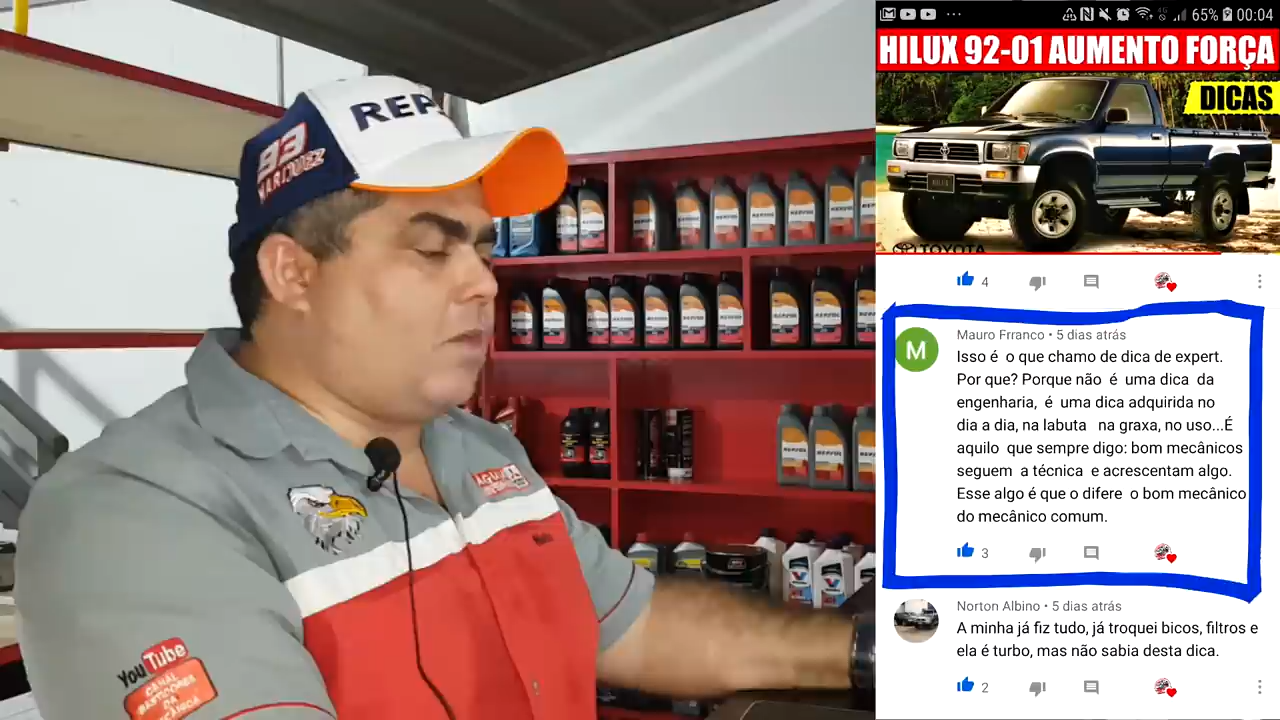 REP
93
MARQUEZ
YouTube
CANAL
BASTIDORES
DA
65% 00:04
HILUX 92-01 AUMENTO FORÇA
DICAS
TOYOTA
4
M
Mauro Frranco • 5 dias atrás
Isso é o que chamo de dica de expert.
Por que? Porque não é uma dica da
engenharia, é uma dica adquirida no
dia a dia, na labuta na graxa, no uso...É
aquilo que sempre digo: bom mecânicos
seguem a técnica e acrescentam algo.
Esse algo é que o difere o bom mecânico
do mecânico comum.
3
Norton Albino • 5 dias atrás
A minha já fiz tudo, já troquei bicos, filtros e
ela é turbo, mas não sabia desta dica.
2